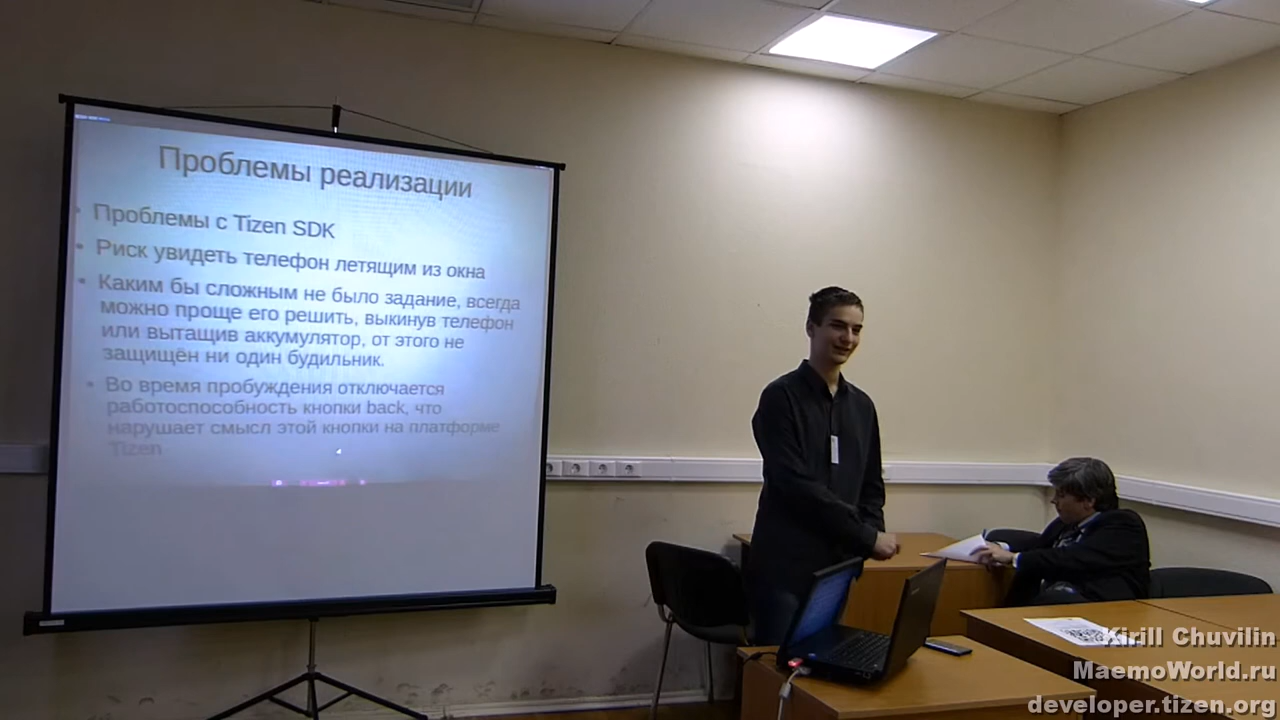 Проблемы реализации
Проблемы с Tizen SDK
Риск увидеть телефон летящим из окна
Каким бы сложным не было задание, всегда
можно проще его решить, выкинув телефон
или вытащив аккумулятор, от этого не
защищён ни один будильник.
Во время пробуждения отключается
работоспособность кнопки back, что
нарушает смысл этой кнопки на платформе
Tizen
Kirill Chuvilin
MaemoWorld.ru
developer.tizen.org